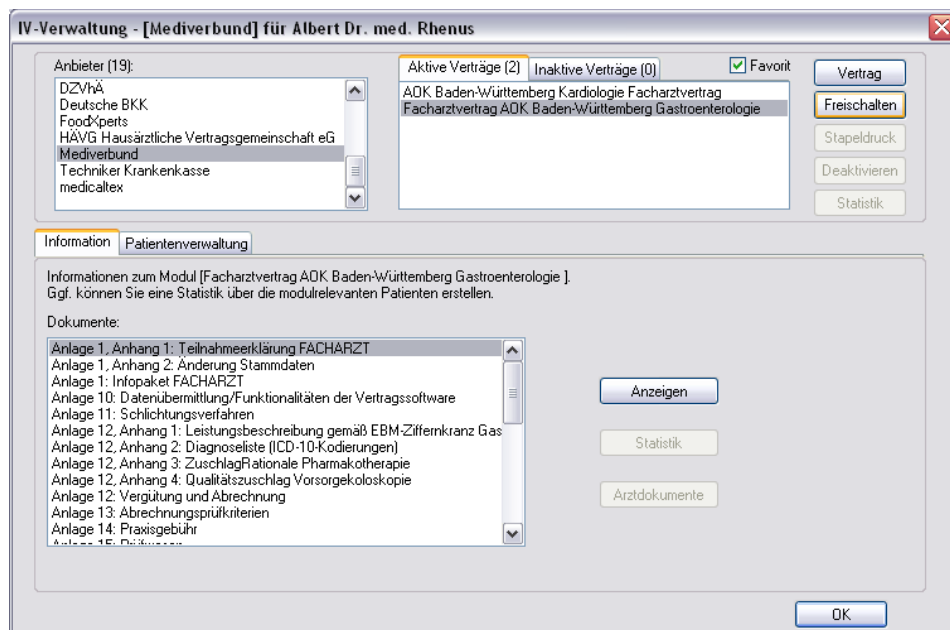 IV-Verwaltung - [Mediverbund] für Albert Dr. med. Rhenus
Anbieter (19):
DZVhÄ
Deutsche BKK
FoodXperts
HÄVG Hausärztliche Vertragsgemeinschaft eG
Mediverbund
Techniker Krankenkasse
medicaltex
Aktive Verträge (2)
Inaktive Verträge (0)
Favorit
AOK Baden-Württemberg Kardiologie Facharztvertrag
Facharztvertrag AOK Baden-Württemberg Gastroenterologie
Vertrag
Freischalten
Stapeldruck
Deaktivieren
Statistik
Information
Patientenverwaltung
Informationen zum Modul [Facharztvertrag AOK Baden-Württemberg Gastroenterologie ].
Ggf. können Sie eine Statistik über die modulrelevanten Patienten erstellen.
Dokumente:
Anlage 1, Anhang 1: Teilnahmeerklärung FACHARZT
Anlage 1, Anhang 2: Änderung Stammdaten
Anlage 1: Infopaket FACHARZT
Anlage 10: Datenübermittlung/Funktionalitäten der Vertragssoftware
Anlage 11: Schlichtungsverfahren
Anlage 12, Anhang 1: Leistungsbeschreibung gemäß EBM-Ziffernkranz Gas
Anlage 12, Anhang 2: Diagnoseliste (ICD-10-Kodierungen)
Anlage 12, Anhang 3: ZuschlagRationale Pharmakotherapie
Anlage 12, Anhang 4: Qualitätszuschlag Vorsorgekoloskopie
Anlage 12: Vergütung und Abrechnung
Anlage 13: Abrechnungsprüfkriterien
Anlage 14: Praxisgebühr
Anlage 15: Prüfwesen
Anzeigen
Statistik
Arztdokumente
OK